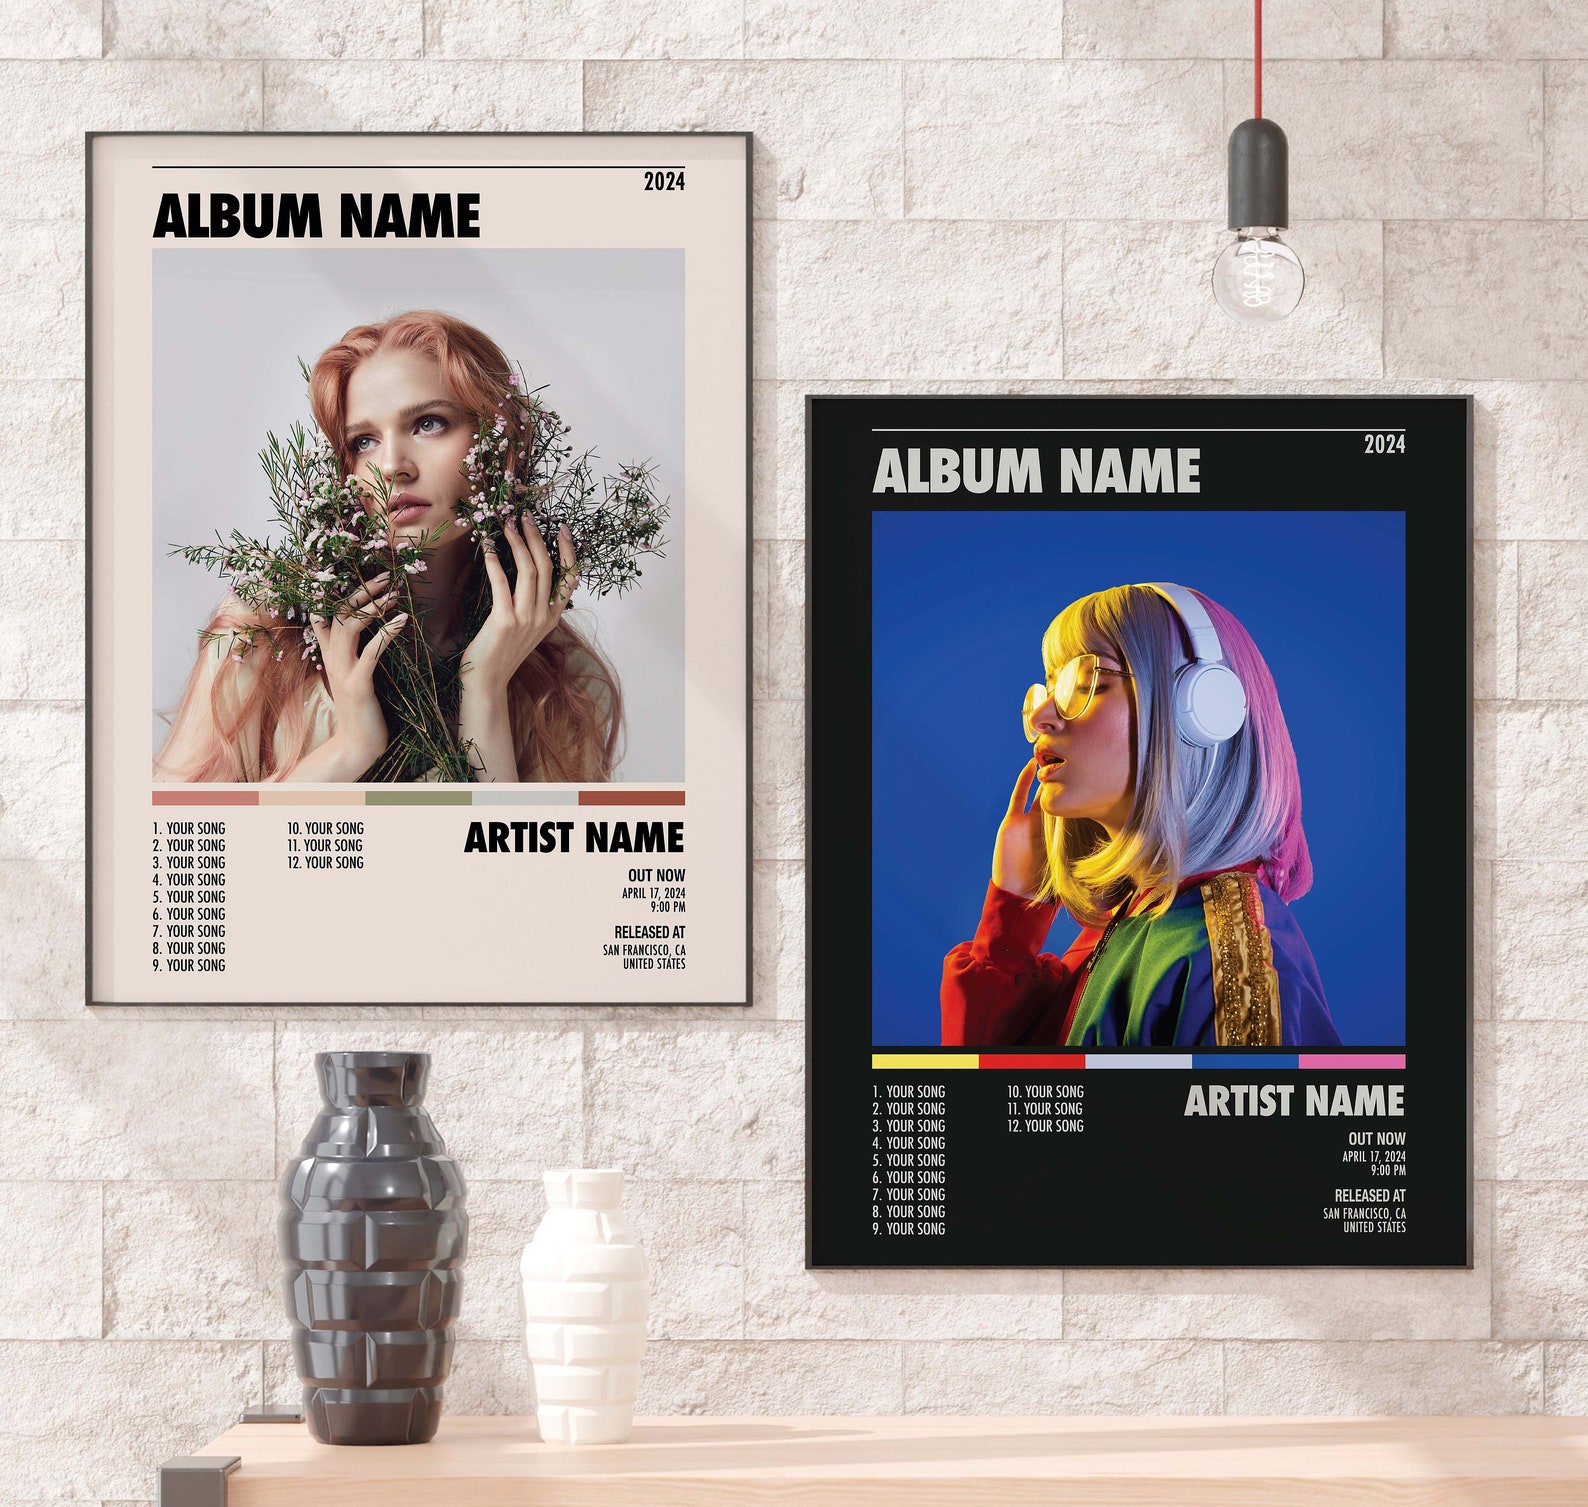 2024
ALBUM NAME
1. YOUR SONG
2. YOUR SONG
3. YOUR SONG
4. YOUR SONG
5. YOUR SONG
6. YOUR SONG
7. YOUR SONG
8. YOUR SONG
9. YOUR SONG
10. YOUR SONG
11. YOUR SONG
12. YOUR SONG
ARTIST NAME
OUT NOW
APRIL 17, 2024
9:00 PM
RELEASED AT
SAN FRANCISCO, CA
UNITED STATES
2024
ALBUM NAME
1. YOUR SONG
2. YOUR SONG
3. YOUR SONG
4. YOUR SONG
5. YOUR SONG
6. YOUR SONG
7. YOUR SONG
8. YOUR SONG
9. YOUR SONG
10. YOUR SONG
11. YOUR SONG
12. YOUR SONG
ARTIST NAME
OUT NOW
APRIL 17, 2024
9:00 PM
RELEASED AT
SAN FRANCISCO, CA
UNITED STATES